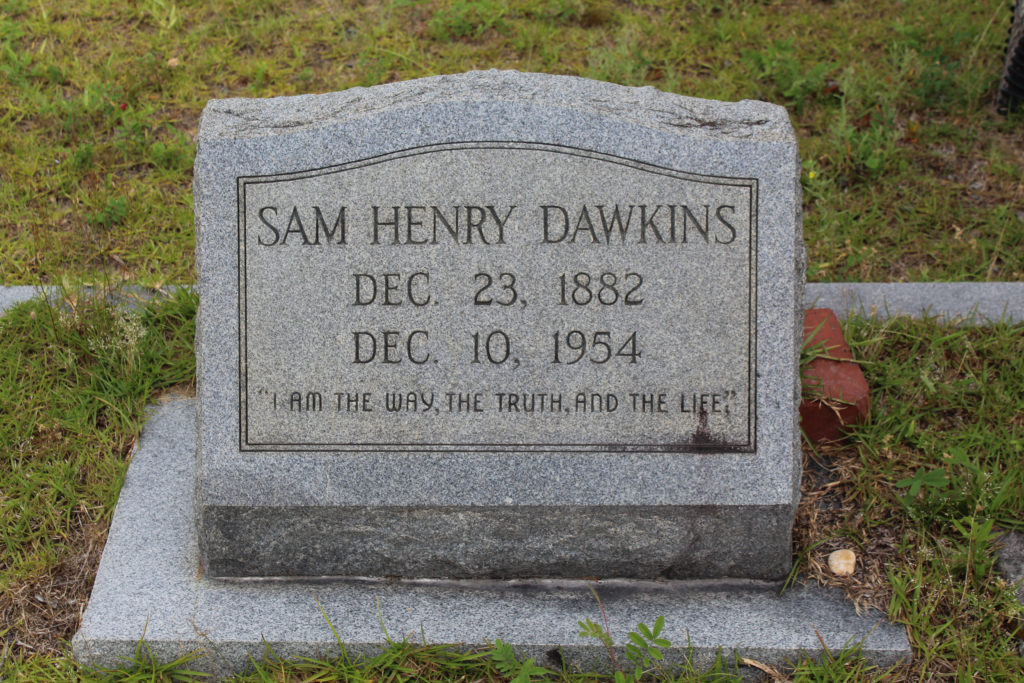 SAM HENRY DAWKINS
DEC. 23, 1882
DEC. 10, 1954
"I AM THE WAY, THE TRUTH, AND THE LIFE."